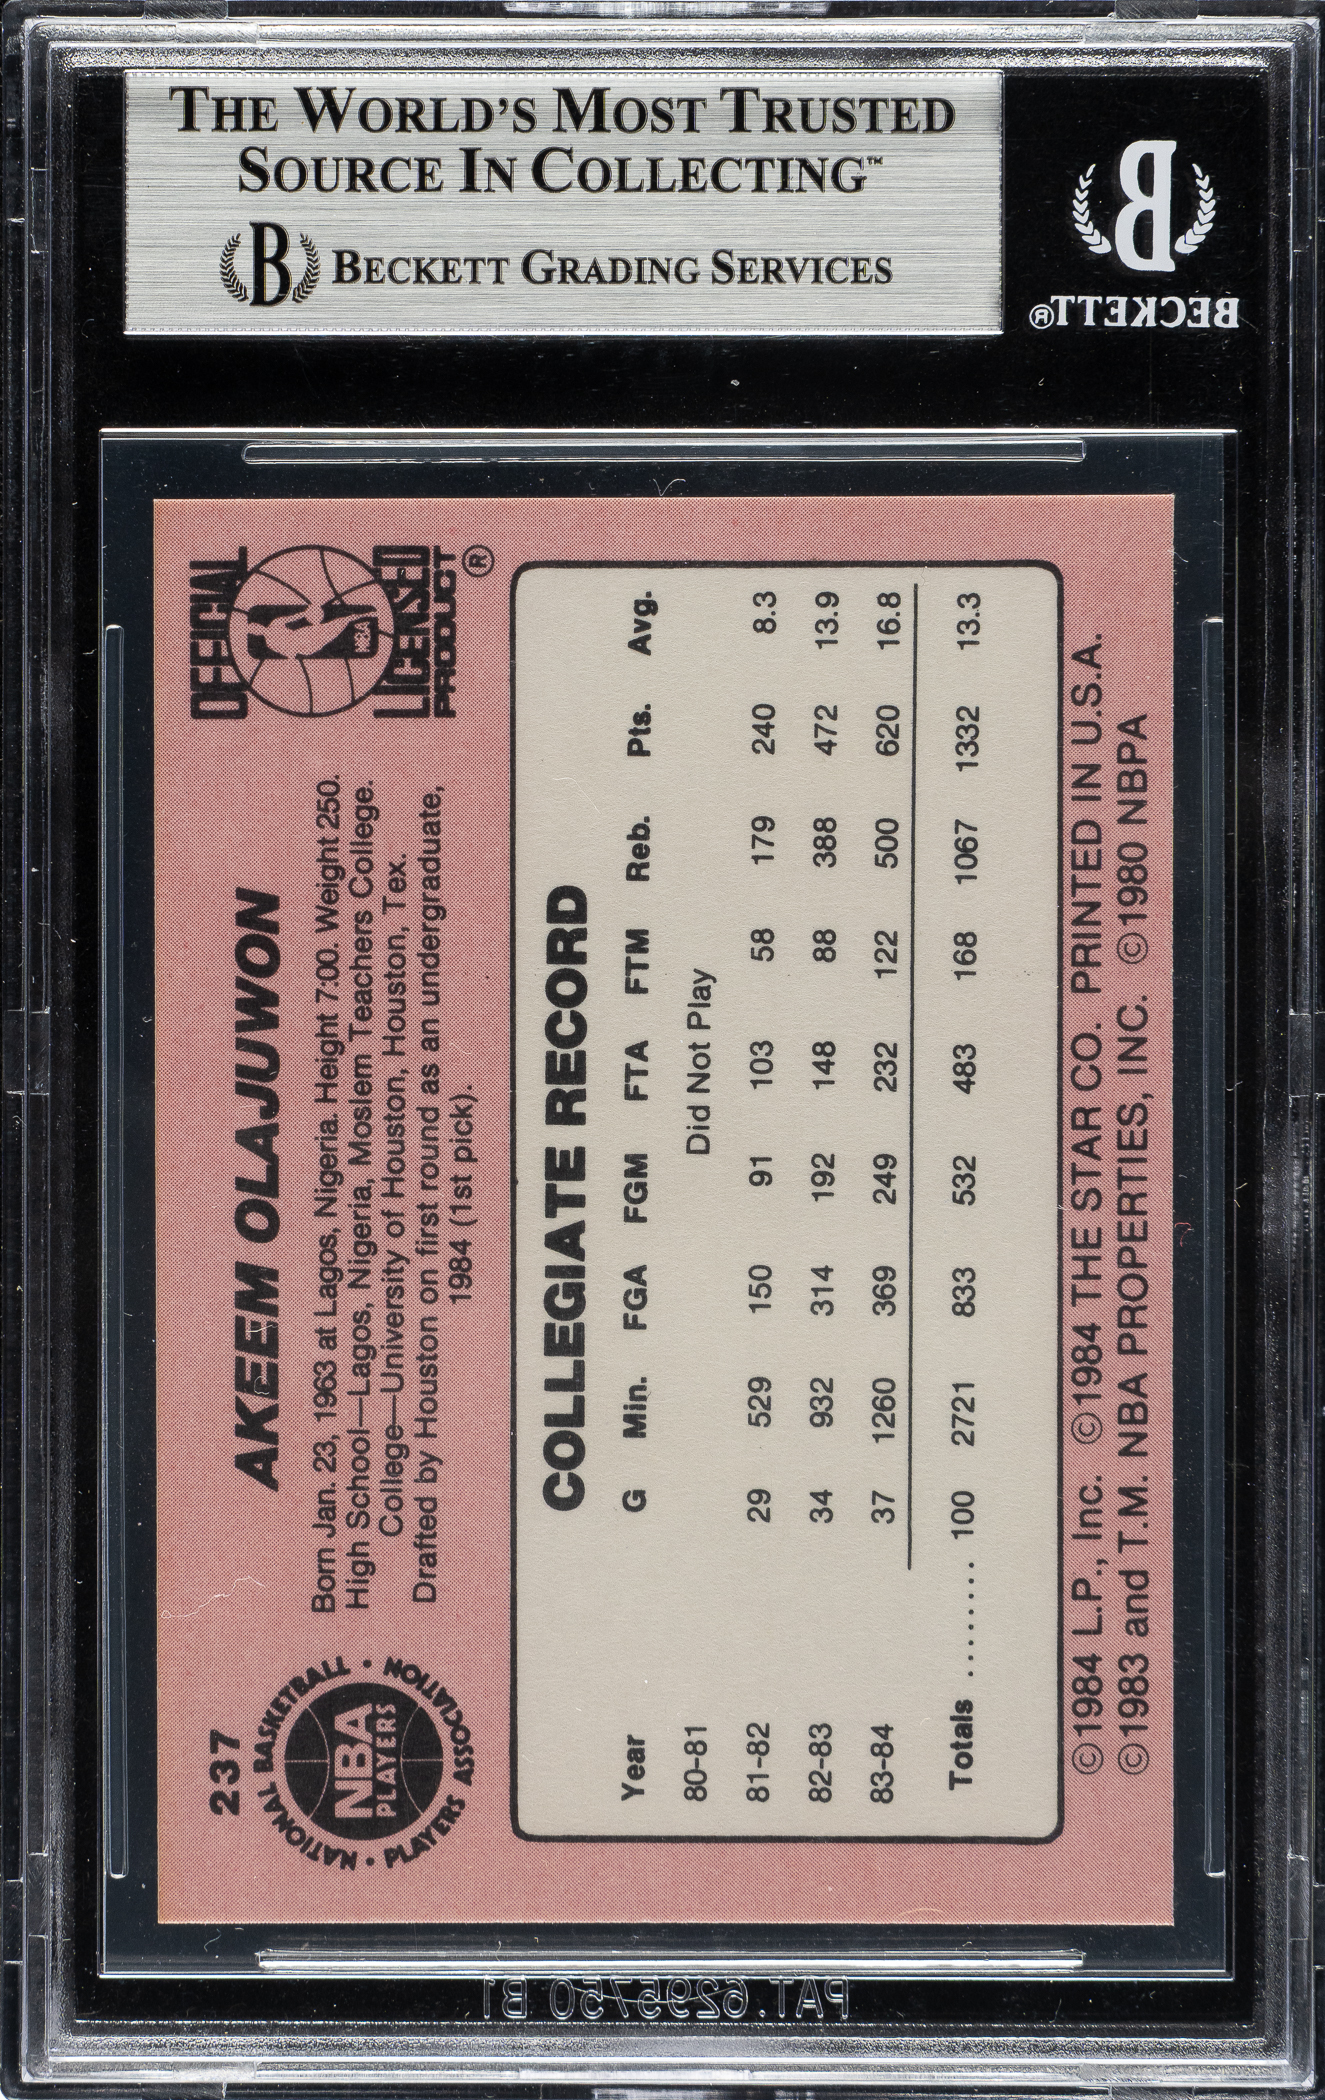 THE WORLD'S MOST TRUSTED
SOURCE IN COLLECTING™
B BECKETT GRADING SERVICES
B
BECKETT®
237
NATIONAL BASKETBALL • PLAYERS ASSOCIATION •
NBA
PLAYERS
AKEEM OLAJUWON
Born Jan. 23, 1963 at Lagos, Nigeria. Height 7:00. Weight 250.
High School—Lagos, Nigeria, Moslem Teachers College.
College—University of Houston, Houston, Tex.
Drafted by Houston on first round as an undergraduate,
1984 (1st pick).
OFFICIAL
NBA
LICENSED
PRODUCT ®
COLLEGIATE RECORD
Year G Min. FGA FGM FTA FTM Reb. Pts. Avg.
80-81 Did Not Play
81-82 29 529 150 91 103 58 179 240 8.3
82-83 34 932 314 192 148 88 388 472 13.9
83-84 37 1260 369 249 232 122 500 620 16.8
Totals ........ 100 2721 833 532 483 168 1067 1332 13.3
©1984 L.P., Inc. ©1984 THE STAR CO. PRINTED IN U.S.A.
©1983 and T.M. NBA PROPERTIES, INC. ©1980 NBPA
PAT.6295750 B1